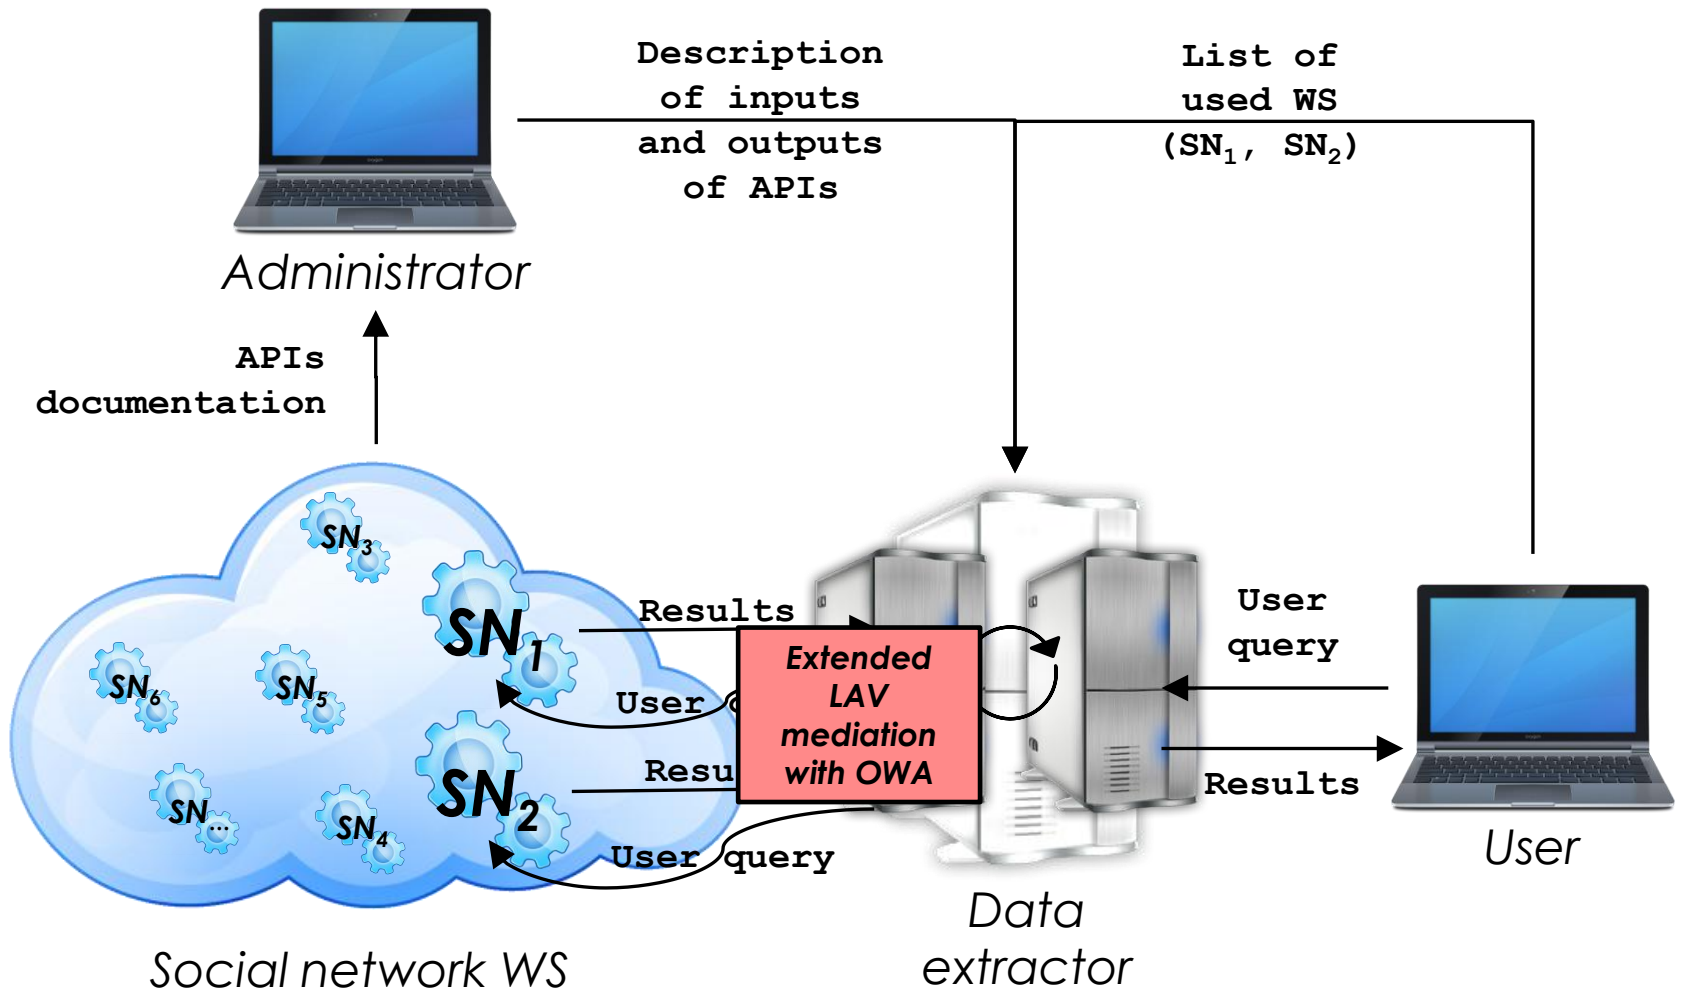 Description
of inputs
and outputs
of APIs
List of
used WS
(SN1, SN2)
Administrator
APIs
documentation
SN3
SN1
SN6
SN5
SN2
SN...
SN4
Results
User
Resu
User query
Extended
LAV
mediation
with OWA
User
query
Results
User
Data
extractor
Social network WS